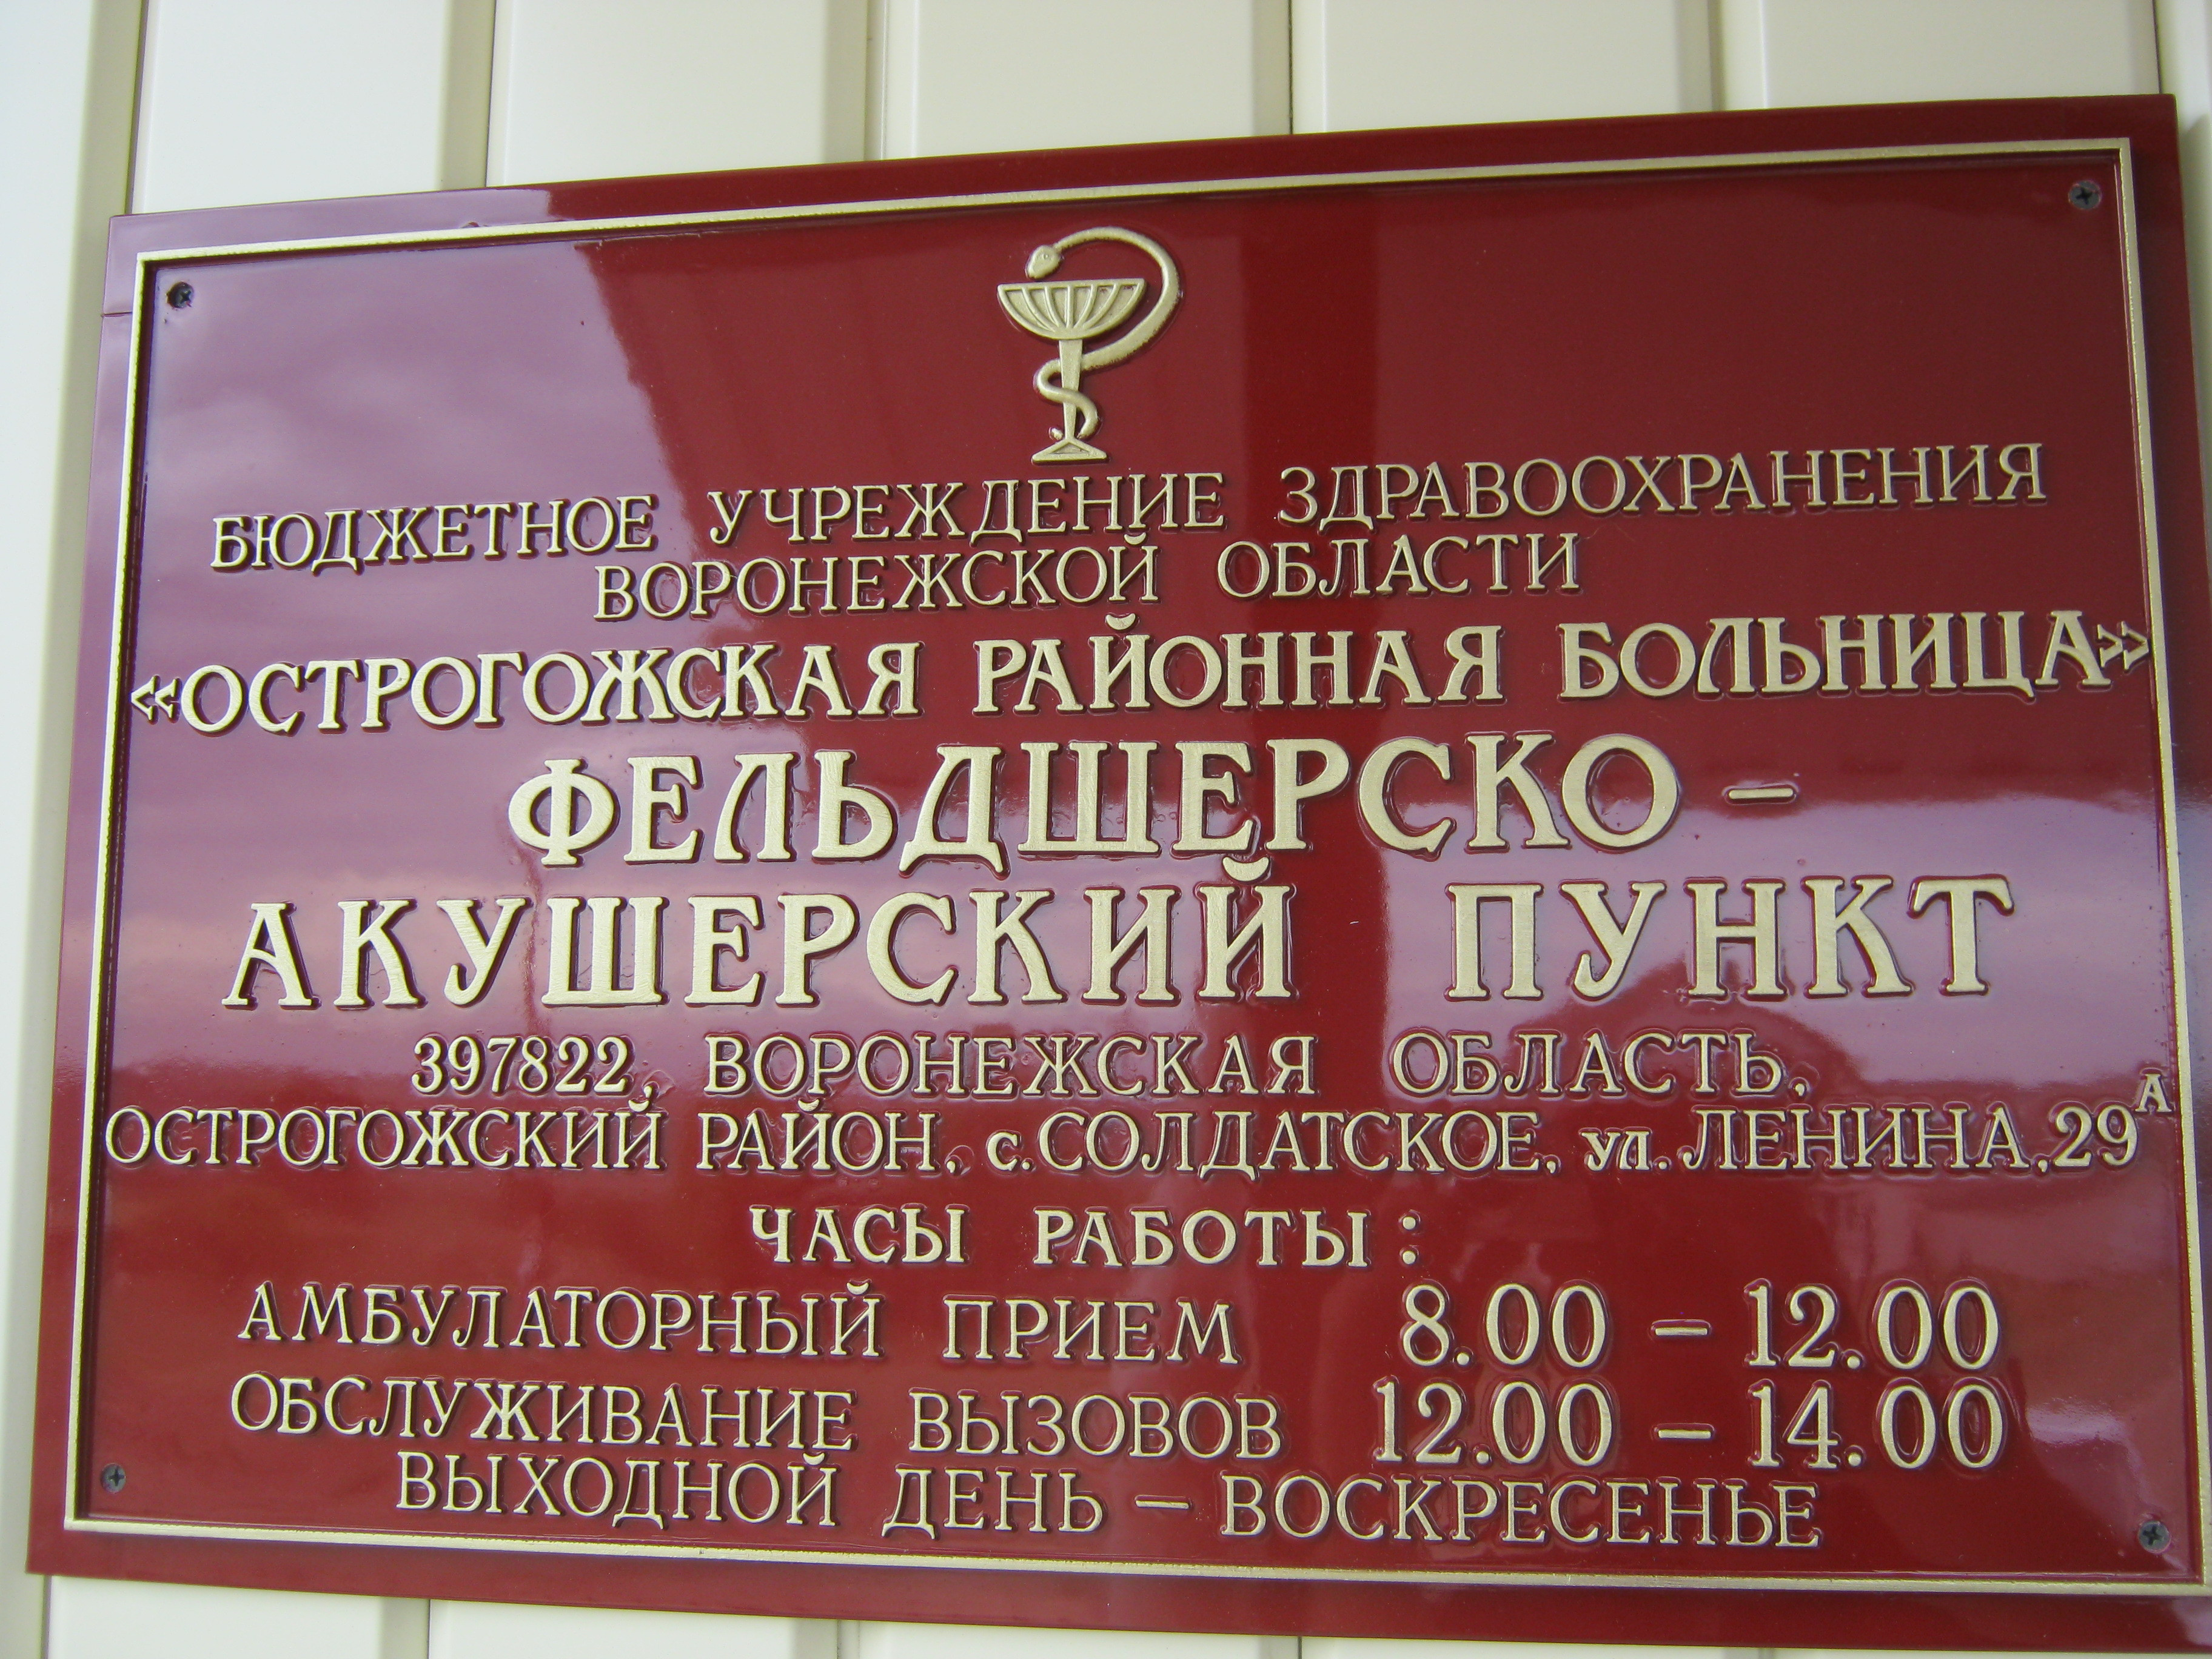 БЮДЖЕТНОЕ УЧРЕЖДЕНИЕ ЗДРАВООХРАНЕНИЯ
ВОРОНЕЖСКОЙ ОБЛАСТИ
«ОСТРОГОЖСКАЯ РАЙОННАЯ БОЛЬНИЦА»
ФЕЛЬДШЕРСКО –
АКУШЕРСКИЙ ПУНКТ
397822, ВОРОНЕЖСКАЯ ОБЛАСТЬ,
ОСТРОГОЖСКИЙ РАЙОН, с.СОЛДАТСКОЕ, ул.ЛЕНИНА,29А
ЧАСЫ РАБОТЫ :
АМБУЛАТОРНЫЙ ПРИЕМ 8.00 – 12.00
ОБСЛУЖИВАНИЕ ВЫЗОВОВ 12.00 – 14.00
ВЫХОДНОЙ ДЕНЬ – ВОСКРЕСЕНЬЕ